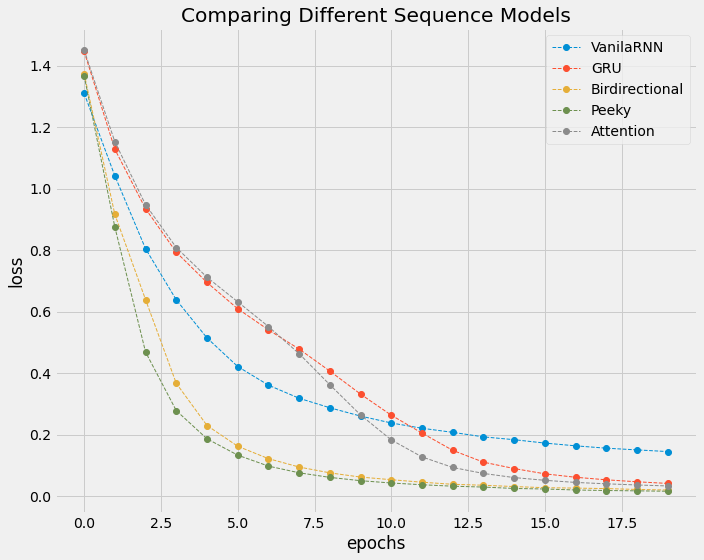 Comparing Different Sequence Models
VanilaRNN
GRU
Birdirectional
Peeky
Attention
loss
1.4
1.2
1.0
0.8
0.6
0.4
0.2
0.0
0.0 2.5 5.0 7.5 10.0 12.5 15.0 17.5
epochs